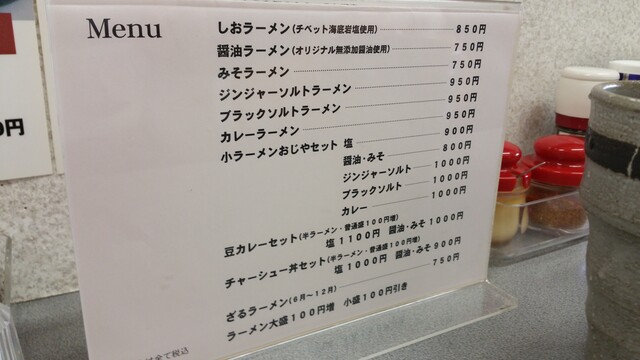 Menu
しおラーメン(チベット海底岩塩使用) 850円
醤油ラーメン(オリジナル無添加醤油使用) 750円
みそラーメン 750円
ジンジャーソルトラーメン 950円
ブラックソルトラーメン 950円
カレーラーメン 950円
小ラーメンおじやセット 塩 900円
醤油・みそ 800円
ジンジャーソルト 1000円
ブラックソルト 1000円
カレー 1000円
豆カレーセット(半ラーメン・普通盛100円増)
塩1100円 醤油・みそ1000円
チャーシュー丼セット(半ラーメン・普通盛100円増)
塩1000円 醤油・みそ900円
ざるラーメン(6月〜12月) 750円
ラーメン大盛100円増 小盛100円引き
全て税込
0円